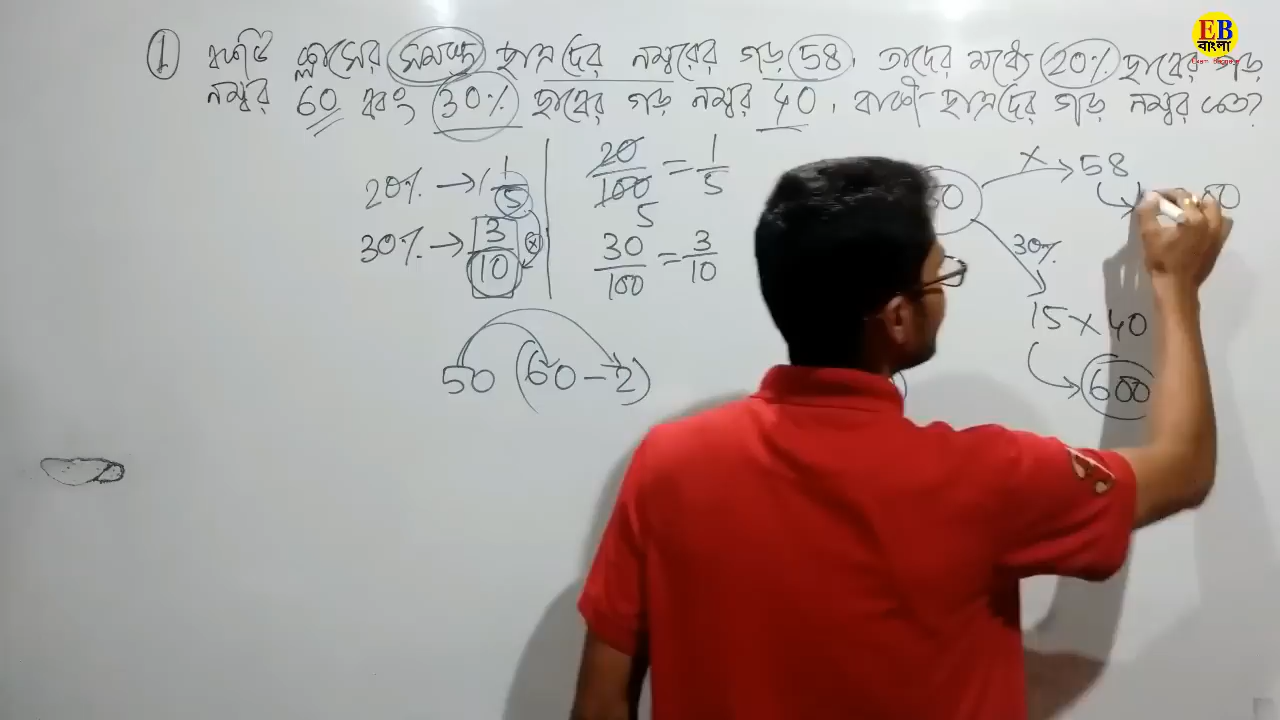 ① একটি ক্লাসের সমস্ত ছাত্রদের নম্বরের গড় 58, তাদের মধ্যে 20% ছাত্রের গড়
নম্বর 60 এবং 30% ছাত্রের গড় নম্বর 40, বাকী ছাত্রদের গড় নম্বর কত?
20% → 1/5
30% → 3/10
20/100 = 1/5
5
30/100 = 3/10
50 (60-2)
× → 58
30%
15 × 40
→ 600
EB
বাংলা